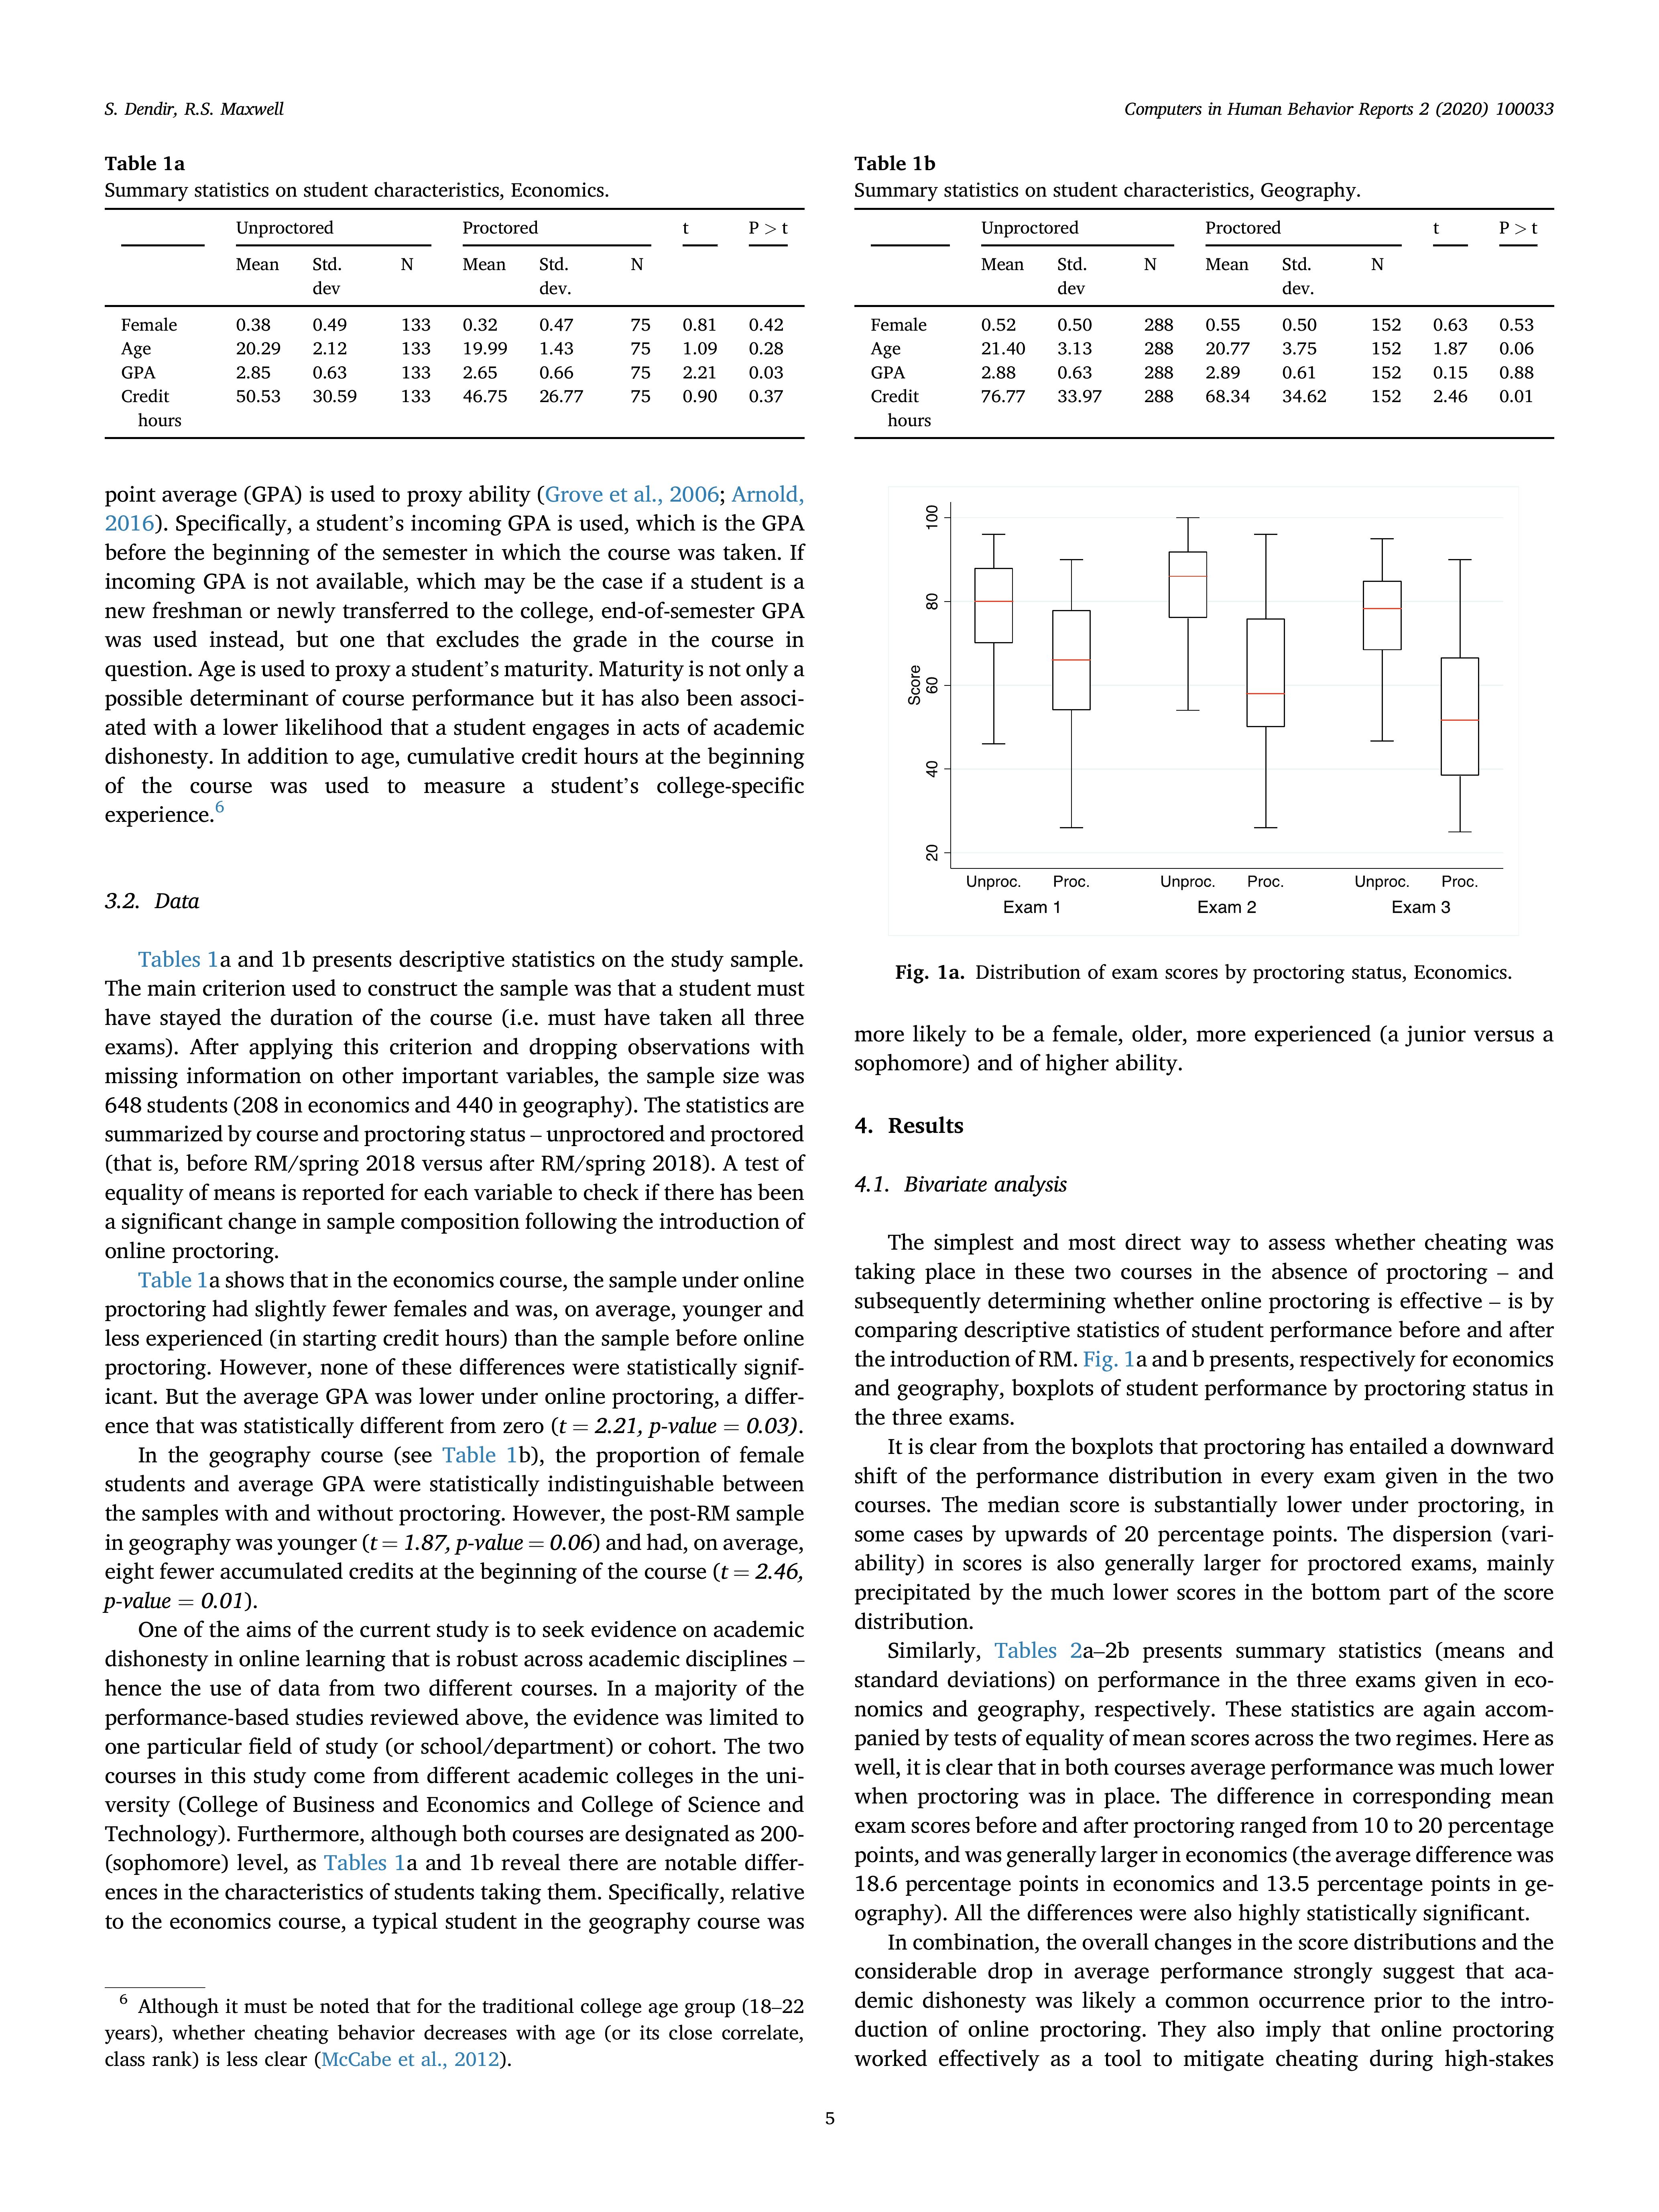 S. Dendir, R.S. Maxwell
Computers in Human Behavior Reports 2 (2020) 100033
Table 1a
Summary statistics on student characteristics, Economics.
Unproctored Proctored t P > t
Mean Std. dev N Mean Std. dev. N
Female 0.38 0.49 133 0.32 0.47 75 0.81 0.42
Age 20.29 2.12 133 19.99 1.43 75 1.09 0.28
GPA 2.85 0.63 133 2.65 0.66 75 2.21 0.03
Credit hours 50.53 30.59 133 46.75 26.77 75 0.90 0.37
Table 1b
Summary statistics on student characteristics, Geography.
Unproctored Proctored t P > t
Mean Std. dev N Mean Std. dev. N
Female 0.52 0.50 288 0.55 0.50 152 0.63 0.53
Age 21.40 3.13 288 20.77 3.75 152 1.87 0.06
GPA 2.88 0.63 288 2.89 0.61 152 0.15 0.88
Credit hours 76.77 33.97 288 68.34 34.62 152 2.46 0.01
point average (GPA) is used to proxy ability (Grove et al., 2006; Arnold,
2016). Specifically, a student's incoming GPA is used, which is the GPA
before the beginning of the semester in which the course was taken. If
incoming GPA is not available, which may be the case if a student is a
new freshman or newly transferred to the college, end-of-semester GPA
was used instead, but one that excludes the grade in the course in
question. Age is used to proxy a student's maturity. Maturity is not only a
possible determinant of course performance but it has also been associ-
ated with a lower likelihood that a student engages in acts of academic
dishonesty. In addition to age, cumulative credit hours at the beginning
of the course was used to measure a student's college-specific
experience.6
3.2. Data
Tables 1a and 1b presents descriptive statistics on the study sample.
The main criterion used to construct the sample was that a student must
have stayed the duration of the course (i.e. must have taken all three
exams). After applying this criterion and dropping observations with
missing information on other important variables, the sample size was
648 students (208 in economics and 440 in geography). The statistics are
summarized by course and proctoring status – unproctored and proctored
(that is, before RM/spring 2018 versus after RM/spring 2018). A test of
equality of means is reported for each variable to check if there has been
a significant change in sample composition following the introduction of
online proctoring.
Table 1a shows that in the economics course, the sample under online
proctoring had slightly fewer females and was, on average, younger and
less experienced (in starting credit hours) than the sample before online
proctoring. However, none of these differences were statistically signif-
icant. But the average GPA was lower under online proctoring, a differ-
ence that was statistically different from zero (t = 2.21, p-value = 0.03).
In the geography course (see Table 1b), the proportion of female
students and average GPA were statistically indistinguishable between
the samples with and without proctoring. However, the post-RM sample
in geography was younger (t = 1.87, p-value = 0.06) and had, on average,
eight fewer accumulated credits at the beginning of the course (t = 2.46,
p-value = 0.01).
One of the aims of the current study is to seek evidence on academic
dishonesty in online learning that is robust across academic disciplines –
hence the use of data from two different courses. In a majority of the
performance-based studies reviewed above, the evidence was limited to
one particular field of study (or school/department) or cohort. The two
courses in this study come from different academic colleges in the uni-
versity (College of Business and Economics and College of Science and
Technology). Furthermore, although both courses are designated as 200-
(sophomore) level, as Tables 1a and 1b reveal there are notable differ-
ences in the characteristics of students taking them. Specifically, relative
to the economics course, a typical student in the geography course was
6 Although it must be noted that for the traditional college age group (18–22
years), whether cheating behavior decreases with age (or its close correlate,
class rank) is less clear (McCabe et al., 2012).
Score
100
80
60
40
20
Unproc. Proc. Unproc. Proc. Unproc. Proc.
Exam 1 Exam 2 Exam 3
Fig. 1a. Distribution of exam scores by proctoring status, Economics.
more likely to be a female, older, more experienced (a junior versus a
sophomore) and of higher ability.
4. Results
4.1. Bivariate analysis
The simplest and most direct way to assess whether cheating was
taking place in these two courses in the absence of proctoring – and
subsequently determining whether online proctoring is effective – is by
comparing descriptive statistics of student performance before and after
the introduction of RM. Fig. 1a and b presents, respectively for economics
and geography, boxplots of student performance by proctoring status in
the three exams.
It is clear from the boxplots that proctoring has entailed a downward
shift of the performance distribution in every exam given in the two
courses. The median score is substantially lower under proctoring, in
some cases by upwards of 20 percentage points. The dispersion (vari-
ability) in scores is also generally larger for proctored exams, mainly
precipitated by the much lower scores in the bottom part of the score
distribution.
Similarly, Tables 2a–2b presents summary statistics (means and
standard deviations) on performance in the three exams given in eco-
nomics and geography, respectively. These statistics are again accom-
panied by tests of equality of mean scores across the two regimes. Here as
well, it is clear that in both courses average performance was much lower
when proctoring was in place. The difference in corresponding mean
exam scores before and after proctoring ranged from 10 to 20 percentage
points, and was generally larger in economics (the average difference was
18.6 percentage points in economics and 13.5 percentage points in ge-
ography). All the differences were also highly statistically significant.
In combination, the overall changes in the score distributions and the
considerable drop in average performance strongly suggest that aca-
demic dishonesty was likely a common occurrence prior to the intro-
duction of online proctoring. They also imply that online proctoring
worked effectively as a tool to mitigate cheating during high-stakes
5